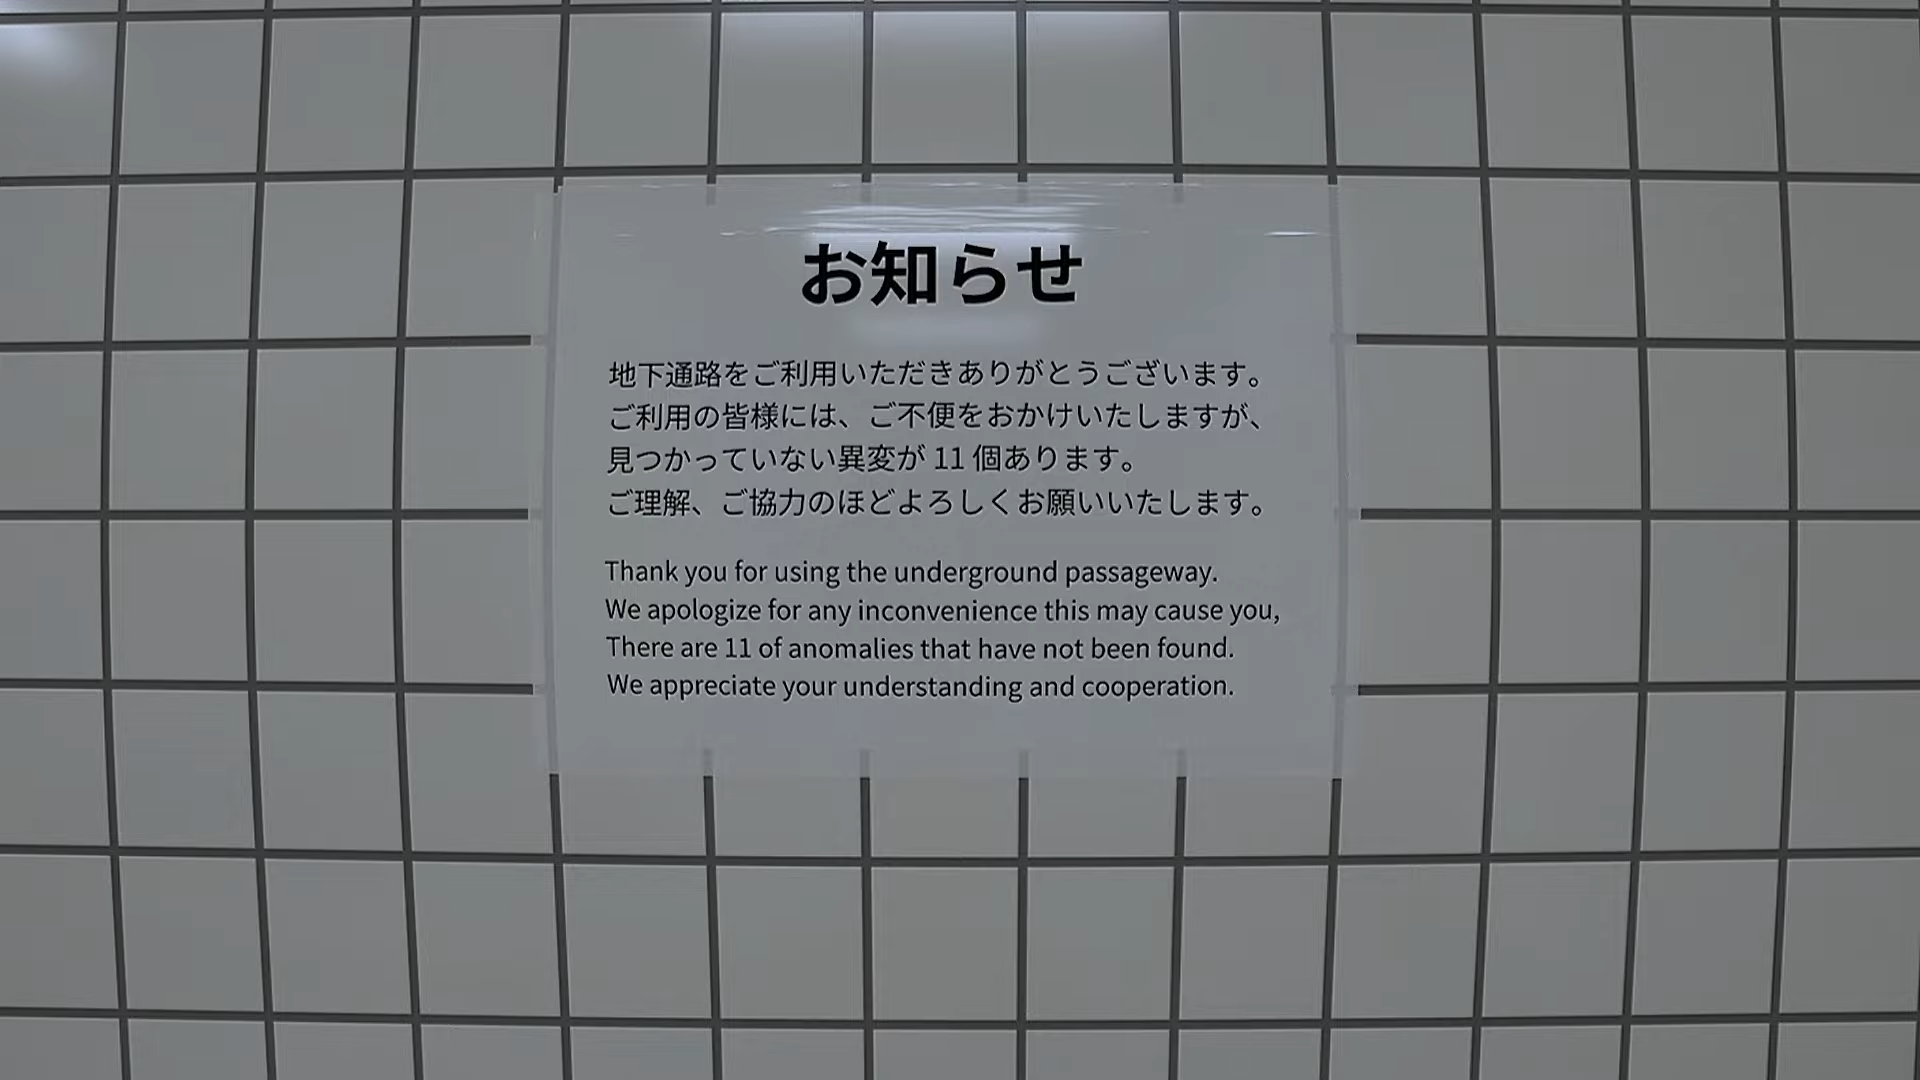 お知らせ
地下通路をご利用いただきありがとうございます。
ご利用の皆様には、ご不便をおかけいたしますが、
見つかっていない異変が 11 個あります。
ご理解、ご協力のほどよろしくお願いいたします。
Thank you for using the underground passageway.
We apologize for any inconvenience this may cause you,
There are 11 of anomalies that have not been found.
We appreciate your understanding and cooperation.